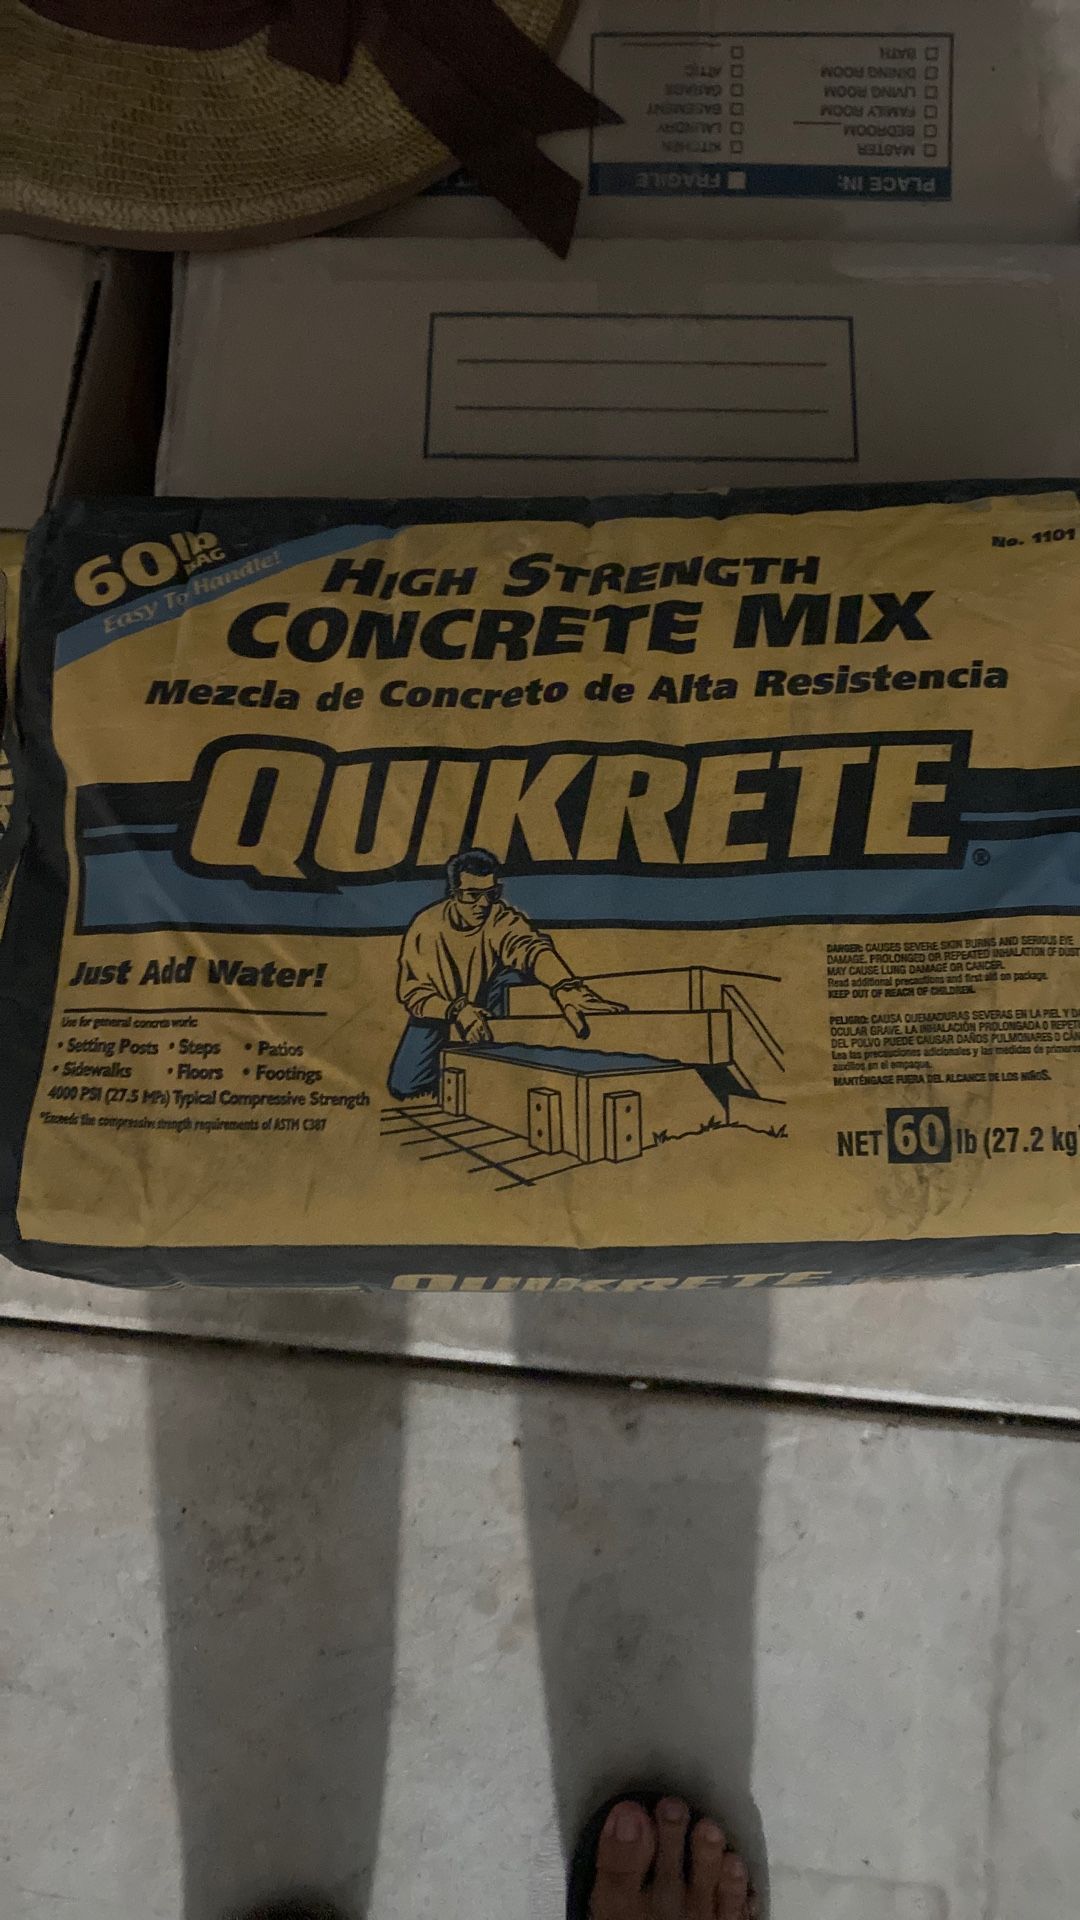 BATH
DINING ROOM
LIVING ROOM
FAMILY ROOM
BEDROOM
MASTER
ATTIC
GARAGE
BASEMENT
LAUNDRY
KITCHEN
PLACE IN:
FRAGILE
60 lb BAG
Easy To Handle!
No. 1101
HIGH STRENGTH
CONCRETE MIX
Mezcla de Concreto de Alta Resistencia
QUIKRETE®
Just Add Water!
Use for general concrete work:
• Setting Posts • Steps • Patios
• Sidewalks • Floors • Footings
4000 PSI (27.5 MPa) Typical Compressive Strength
*Exceeds the compressive strength requirements of ASTM C387
DANGER: CAUSES SEVERE SKIN BURNS AND SERIOUS EYE
DAMAGE. PROLONGED OR REPEATED INHALATION OF DUST
MAY CAUSE LUNG DAMAGE OR CANCER.
Read additional precautions and first aid on package.
KEEP OUT OF REACH OF CHILDREN.
PELIGRO: CAUSA QUEMADURAS SEVERAS EN LA PIEL Y
OCULAR GRAVE. LA INHALACIÓN PROLONGADA O
DEL POLVO PUEDE CAUSAR DAÑOS PULMONARES O
Lea las precauciones adicionales y las medidas de primeros
auxilios en el empaque.
MANTÉNGASE FUERA DEL ALCANCE DE LOS NIÑOS.
NET 60 lb (27.2 kg
QUIKRETE